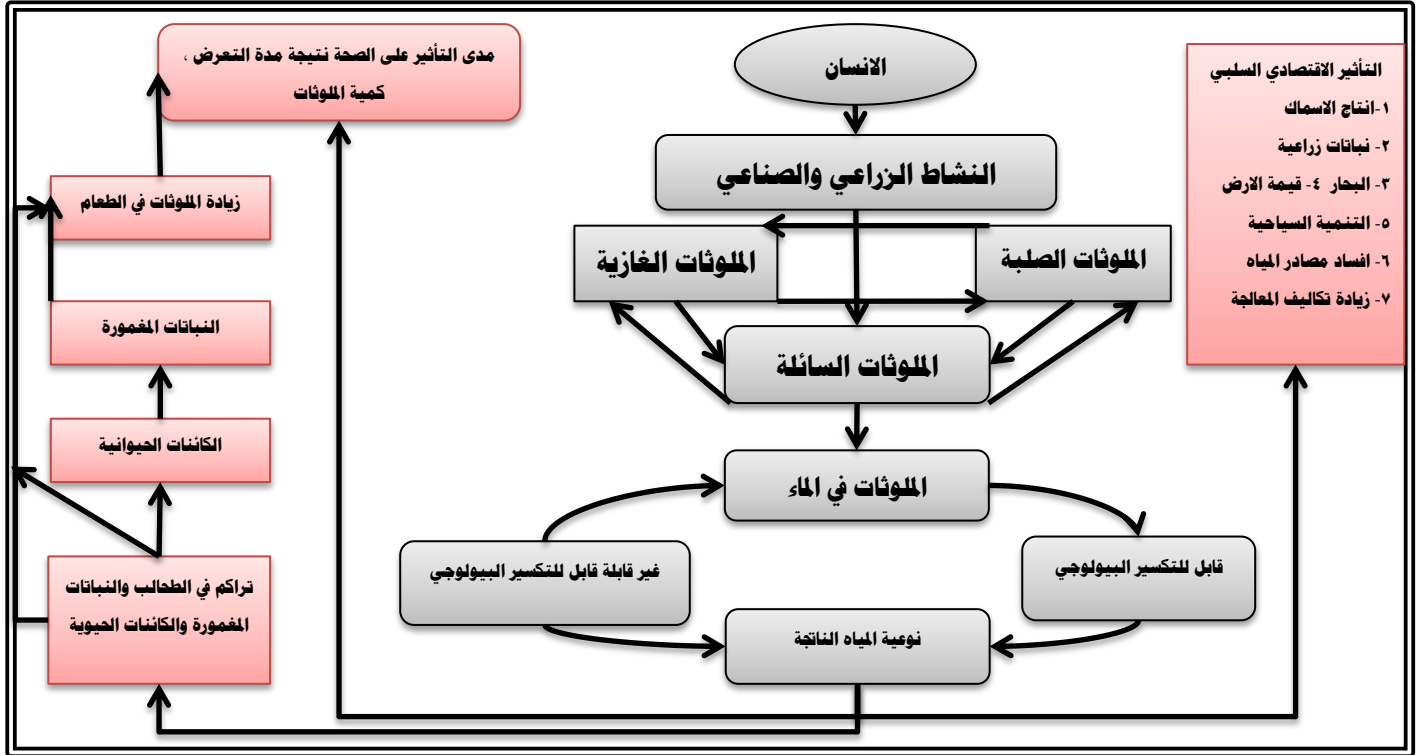 الانسان
النشاط الزراعي والصناعي
الملوثات الصلبة
الملوثات الغازية
الملوثات السائلة
الملوثات في الماء
قابل للتكسير البيولوجي
غير قابلة قابل للتكسير البيولوجي
نوعية المياه الناتجة
التأثير الاقتصادي السلبي
١-انتاج الاسماك
٢- نباتات زراعية
٣- البحار ٤- قيمة الارض
٥- التنمية السياحية
٦- افساد مصادر المياه
٧- زيادة تكاليف المعالجة
مدى التأثير على الصحة نتيجة مدة التعرض ،
كمية الملوثات
زيادة الملوثات في الطعام
النباتات المغمورة
الكائنات الحيوانية
تراكم في الطحالب والنباتات
المغمورة والكائنات الحيوية